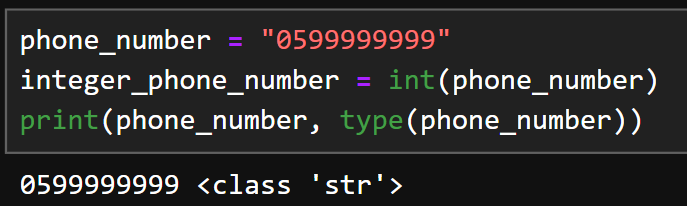 phone_number = "0599999999"
integer_phone_number = int(phone_number)
print(phone_number, type(phone_number))
0599999999 <class 'str'>